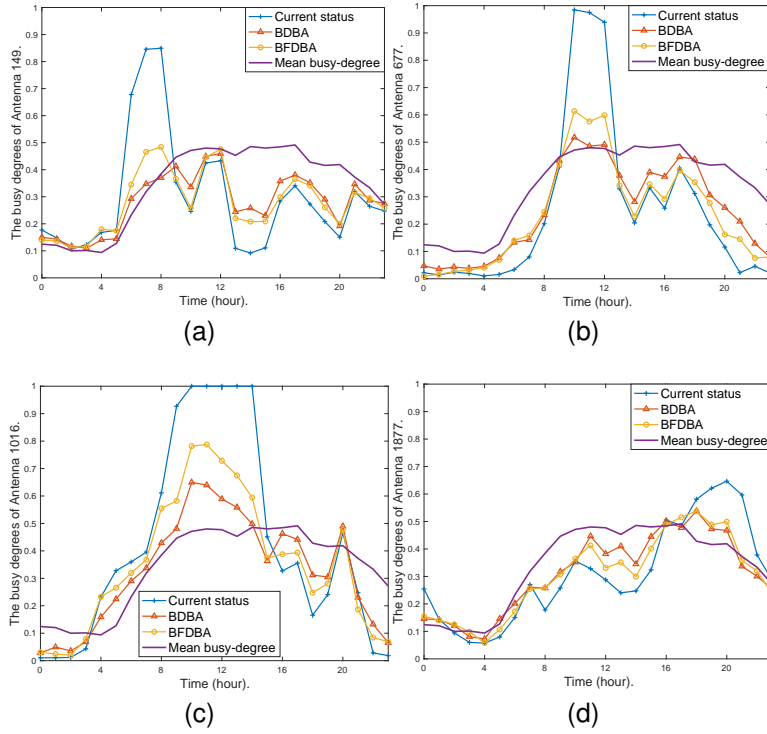 The busy degrees of Antenna 149.
1
0.9
0.8
0.7
0.6
0.5
0.4
0.3
0.2
0.1
0
0 4 8 12 16 20
Time (hour).
Current status
BDBA
BFDBA
Mean busy-degree
(a)
The busy degrees of Antenna 677.
1
0.9
0.8
0.7
0.6
0.5
0.4
0.3
0.2
0.1
0
0 4 8 12 16 20
Time (hour).
Current status
BDBA
BFDBA
Mean busy-degree
(b)
The busy degrees of Antenna 1016.
1
0.9
0.8
0.7
0.6
0.5
0.4
0.3
0.2
0.1
0
0 4 8 12 16 20
Time (hour).
Current status
BDBA
BFDBA
Mean busy-degree
(c)
The busy degrees of Antenna 1877.
1
0.9
0.8
0.7
0.6
0.5
0.4
0.3
0.2
0.1
0
0 4 8 12 16 20
Time (hour).
Current status
BDBA
BFDBA
Mean busy-degree
(d)